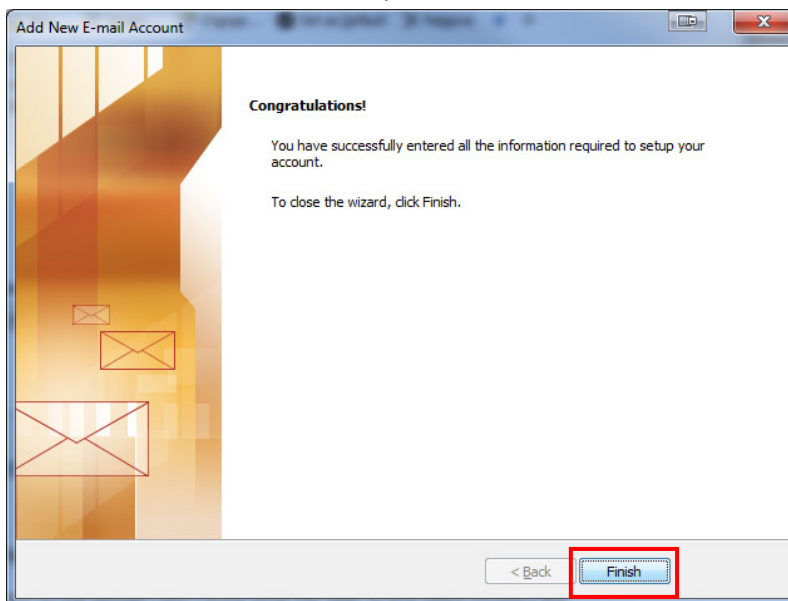 Add New E-mail Account
Congratulations!
You have successfully entered all the information required to setup your
account.
To close the wizard, click Finish.
< Back
Finish